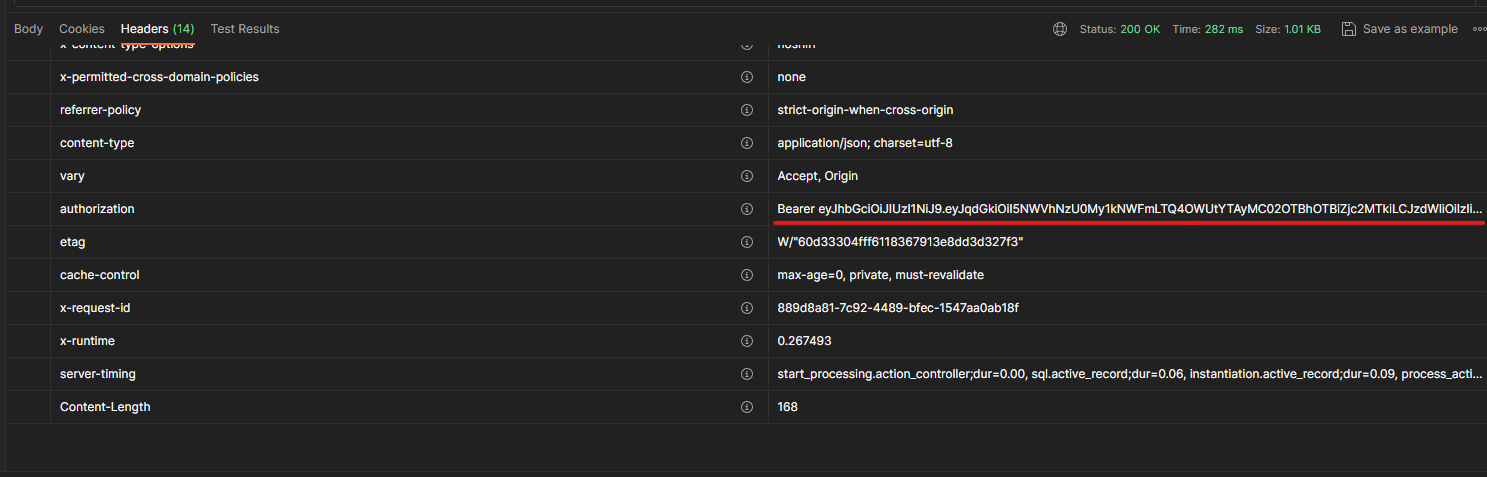 Body Cookies Headers (14) Test Results Status: 200 OK Time: 282 ms Size: 1.01 KB Save as example
x-content-type-options nosniff
x-permitted-cross-domain-policies none
referrer-policy strict-origin-when-cross-origin
content-type application/json; charset=utf-8
vary Accept, Origin
authorization Bearer eyJhbGciOiJIUzI1NiJ9.eyJqdGkiOiI5NWVhNzU0My1kNWFmLTQ4OWUtYTAyMC02OTBhOTBiZjc2MTkiLCJzdWIiOiIzIi...
etag W/"60d33304fff6118367913e8dd3d327f3"
cache-control max-age=0, private, must-revalidate
x-request-id 889d8a81-7c92-4489-bfec-1547aa0ab18f
x-runtime 0.267493
server-timing start_processing.action_controller;dur=0.00, sql.active_record;dur=0.06, instantiation.active_record;dur=0.09, process_acti...
Content-Length 168